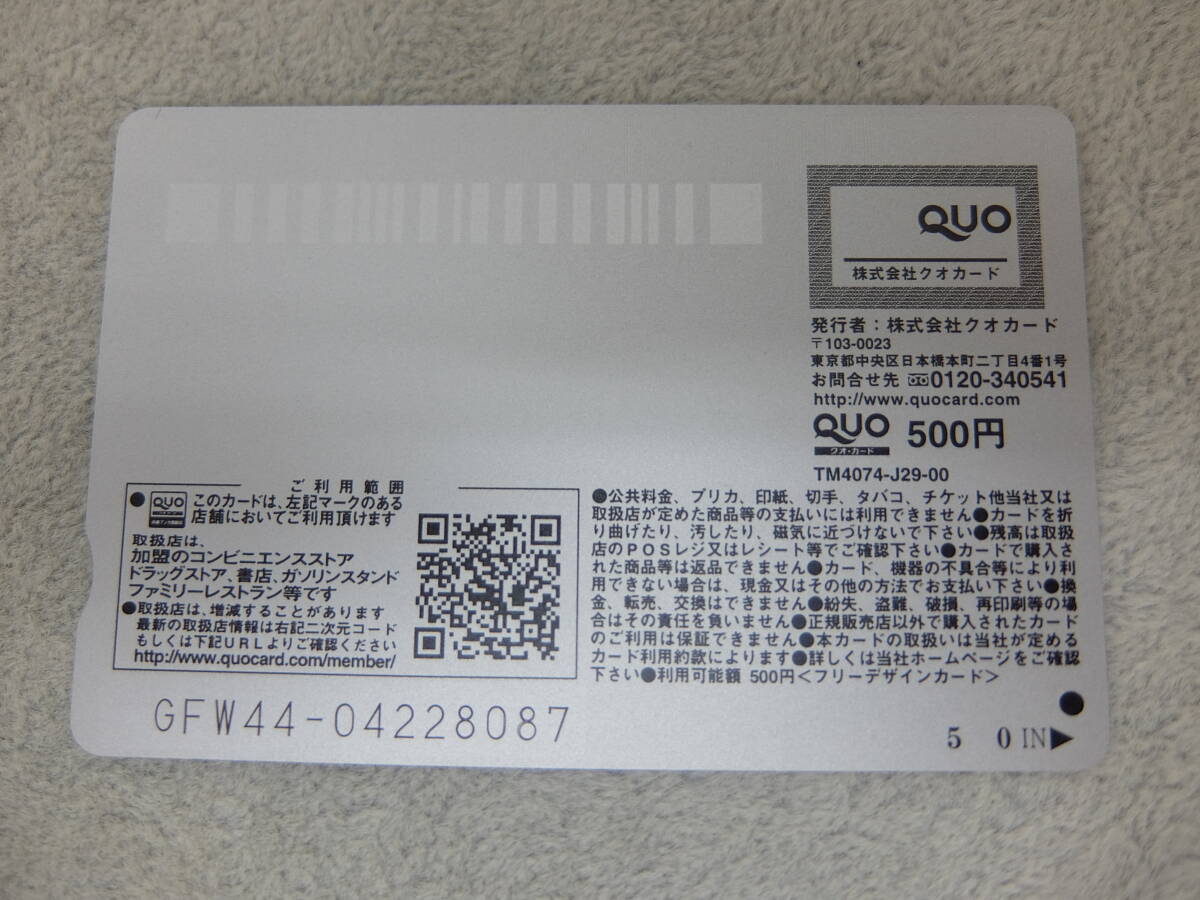 QUO
株式会社クオカード
発行者：株式会社クオカード
〒103-0023
東京都中央区日本橋本町二丁目4番1号
お問合せ先 0120-340541
http://www.quocard.com
QUO 500円
クオ・カード
TM4074-J29-00
ご利用範囲
●QUO このカードは、左記マークのある
店舗においてご利用頂けます
取扱店は、
加盟のコンビニエンスストア
ドラッグストア、書店、ガソリンスタンド
ファミリーレストラン等です
●取扱店は、増減することがあります
最新の取扱店情報は右記二次元コード
もしくは下記URLよりご確認ください
http://www.quocard.com/member/
●公共料金、プリカ、印紙、切手、タバコ、チケット他当社又は
取扱店が定めた商品等の支払いには利用できません●カードを折
り曲げたり、汚したり、磁気に近づけないで下さい●残高は取扱
店のPOSレジ又はレシート等でご確認下さい●カードで購入さ
れた商品等は返品できません●カード、機器の不具合等により利
用できない場合は、現金又はその他の方法でお支払い下さい●換
金、転売、交換はできません●紛失、盗難、破損、再印刷等の場
合はその責任を負いません●正規販売店以外で購入されたカード
のご利用は保証できません●本カードの取扱いは当社が定める
カード利用約款によります●詳しくは当社ホームページをご確認
下さい●利用可能額 500円＜フリーデザインカード＞
GFW44-04228087
5 0 IN▶